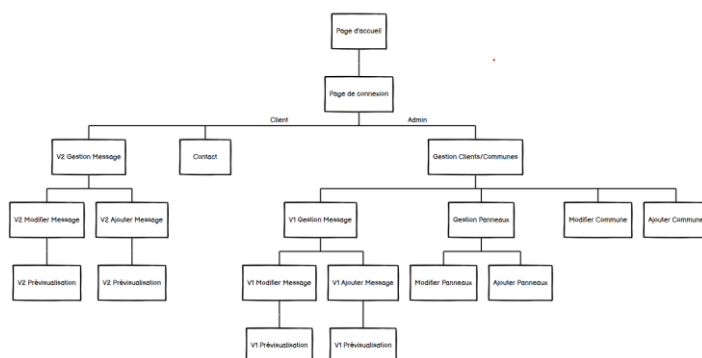 Page d'accueil
Page de connexion
Client
Admin
V2 Gestion Message
Contact
Gestion Clients/Communes
V2 Modifier Message
V2 Ajouter Message
V1 Gestion Message
Gestion Panneaux
Modifier Commune
Ajouter Commune
V2 Prévisualisation
V2 Prévisualisation
V1 Modifier Message
V1 Ajouter Message
Modifier Panneaux
Ajouter Panneaux
V1 Prévisualisation
V1 Prévisualisation